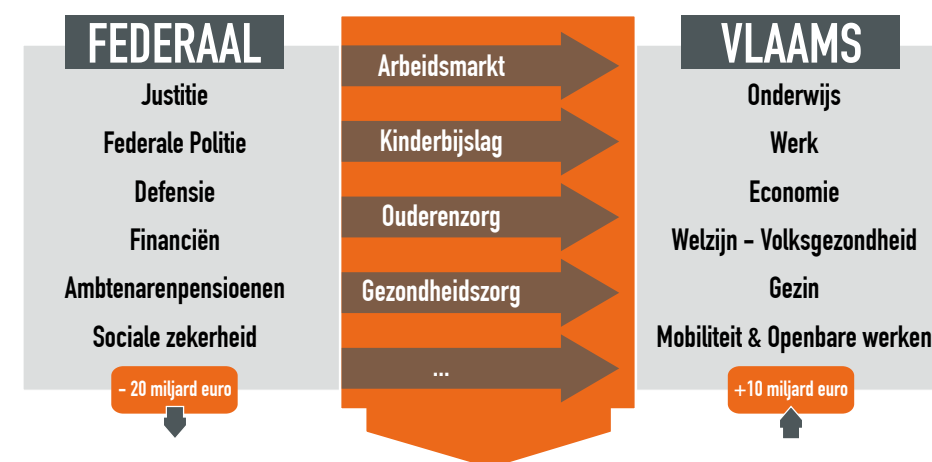 FEDERAAL
Justitie
Federale Politie
Defensie
Financiën
Ambtenarenpensioenen
Sociale zekerheid
- 20 miljard euro
Arbeidsmarkt
Kinderbijslag
Ouderenzorg
Gezondheidszorg
...
VLAAMS
Onderwijs
Werk
Economie
Welzijn - Volksgezondheid
Gezin
Mobiliteit & Openbare werken
+10 miljard euro